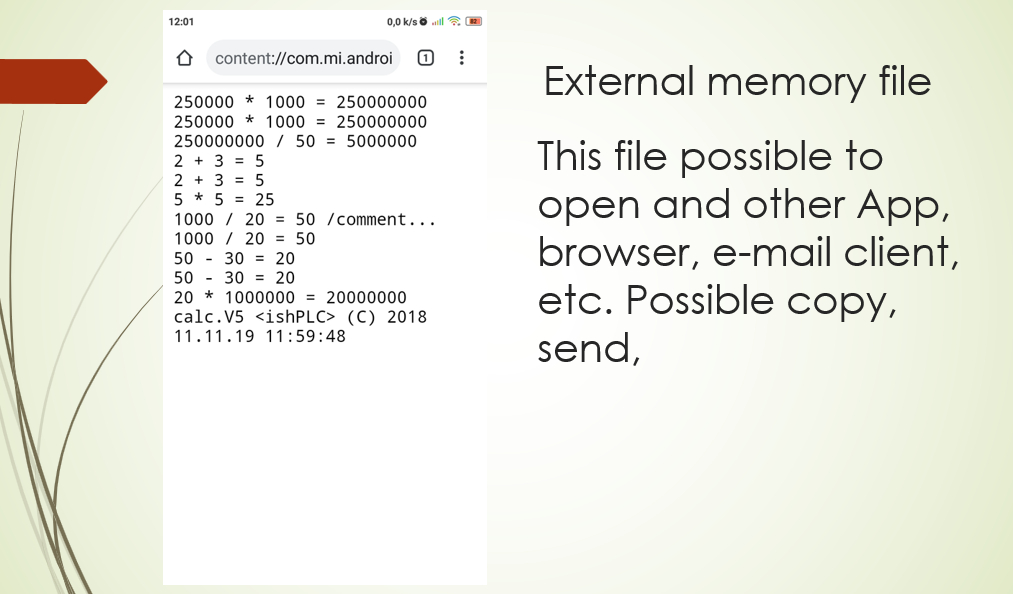 12:01
0,0 k/s
82
content://com.mi.androi
1
250000 * 1000 = 250000000
250000 * 1000 = 250000000
250000000 / 50 = 5000000
2 + 3 = 5
2 + 3 = 5
5 * 5 = 25
1000 / 20 = 50 /comment...
1000 / 20 = 50
50 - 30 = 20
50 - 30 = 20
20 * 1000000 = 20000000
calc.V5 <ishPLC> (C) 2018
11.11.19 11:59:48
External memory file
This file possible to
open and other App,
browser, e-mail client,
etc. Possible copy,
send,